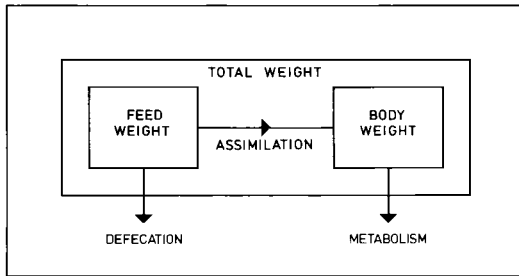 TOTAL WEIGHT
FEED
WEIGHT
ASSIMILATION
BODY
WEIGHT
DEFECATION
METABOLISM